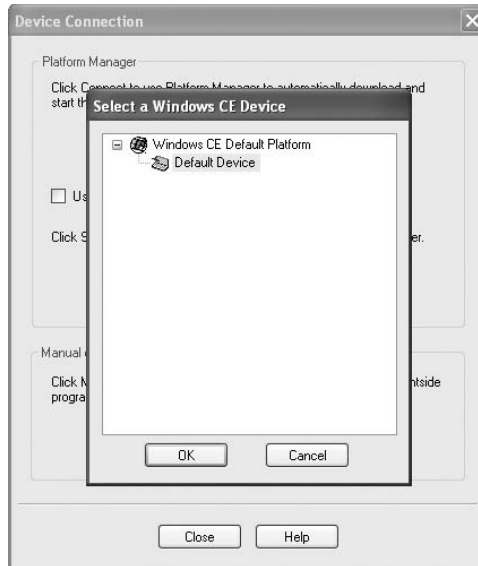 Device Connection
Platform Manager
Click Connect to use Platform Manager to automatically download and
start th
Select a Windows CE Device
Windows CE Default Platform
Default Device
Us
Click S
er.
Manual
Click M
ntside
progra
OK
Cancel
Close
Help